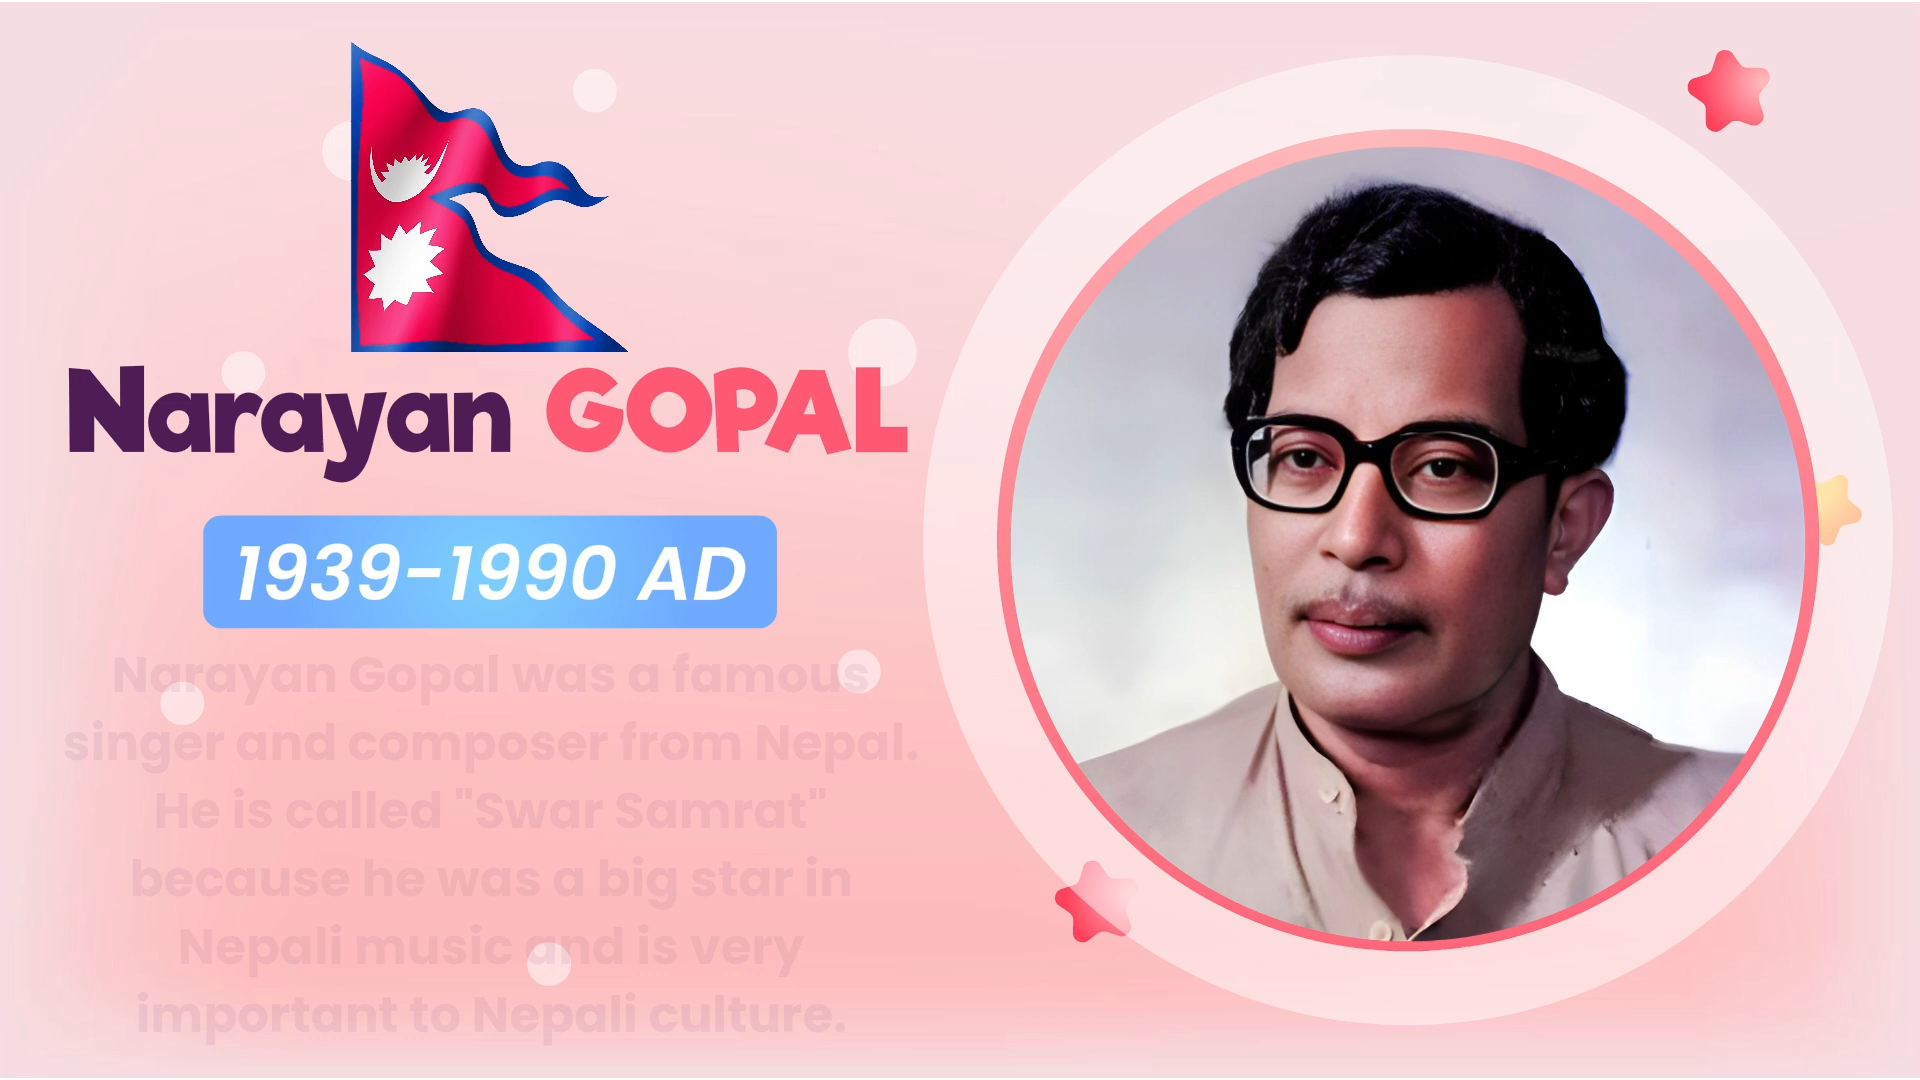 Narayan GOPAL
1939-1990 AD
Narayan Gopal was a famous
singer and composer from Nepal.
He is called "Swar Samrat"
because he was a big star in
Nepali music and is very
important to Nepali culture.